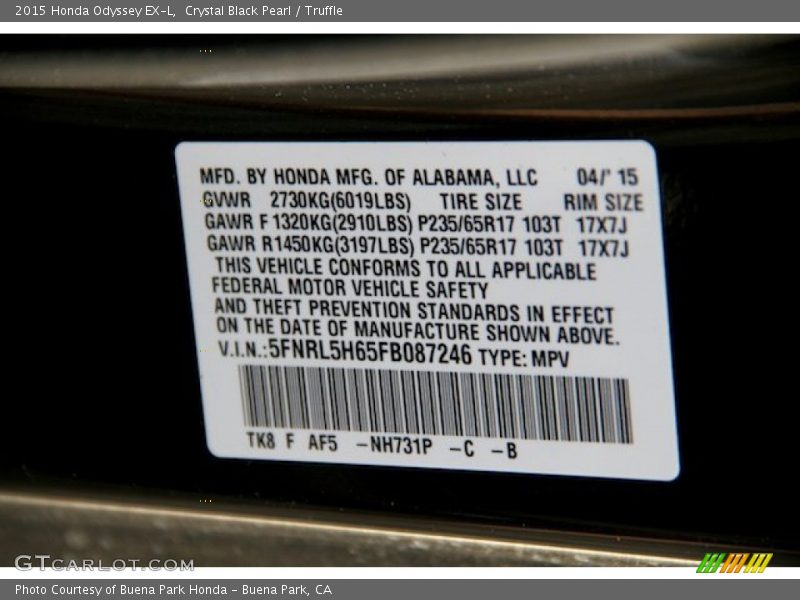 2015 Honda Odyssey EX-L, Crystal Black Pearl / Truffle
MFD. BY HONDA MFG. OF ALABAMA, LLC 04/' 15
GVWR 2730KG(6019LBS) TIRE SIZE RIM SIZE
GAWR F 1320KG(2910LBS) P235/65R17 103T 17X7J
GAWR R1450KG(3197LBS) P235/65R17 103T 17X7J
THIS VEHICLE CONFORMS TO ALL APPLICABLE
FEDERAL MOTOR VEHICLE SAFETY
AND THEFT PREVENTION STANDARDS IN EFFECT
ON THE DATE OF MANUFACTURE SHOWN ABOVE.
V.I.N.:5FNRL5H65FB087246 TYPE: MPV
TK8 F AF5 -NH731P -C -B
GTCARLOT.COM
Photo Courtesy of Buena Park Honda - Buena Park, CA